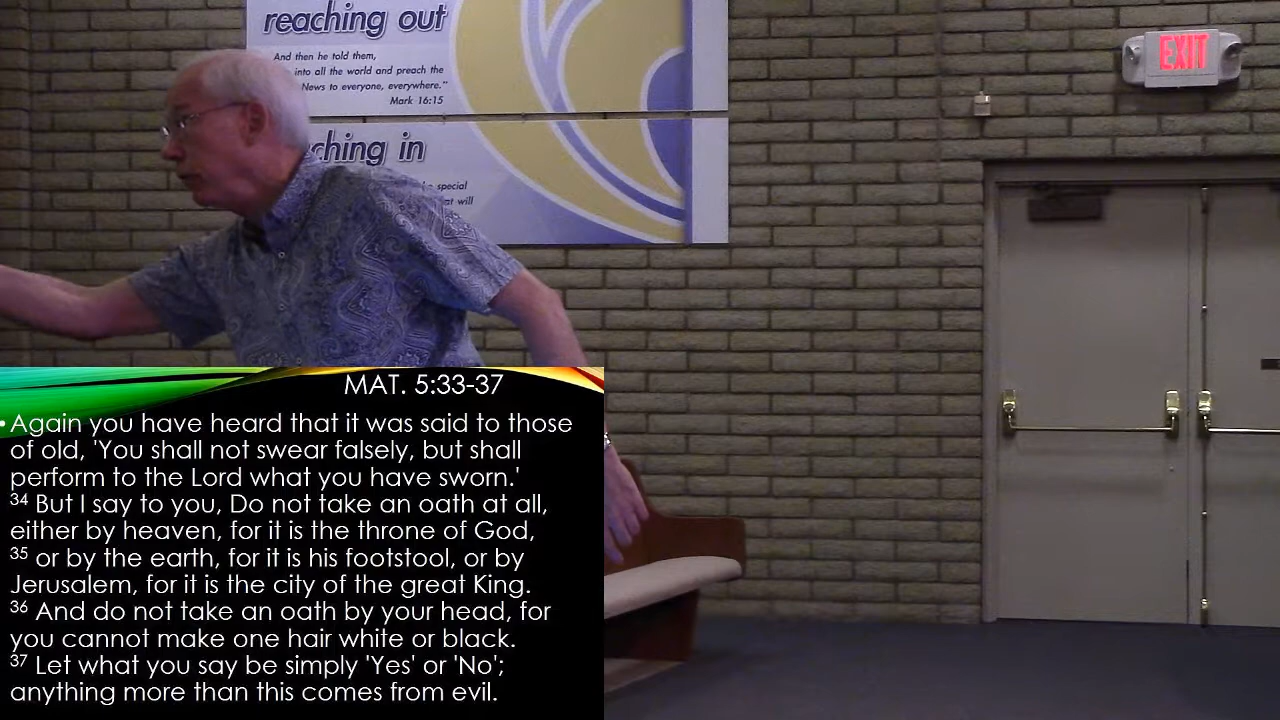 reaching out
And then he told them,
into all the world and preach the
News to everyone, everywhere."
Mark 16:15
ching in
special
will
EXIT
MAT. 5:33-37
• Again you have heard that it was said to those
of old, 'You shall not swear falsely, but shall
perform to the Lord what you have sworn.'
34 But I say to you, Do not take an oath at all,
either by heaven, for it is the throne of God,
35 or by the earth, for it is his footstool, or by
Jerusalem, for it is the city of the great King.
36 And do not take an oath by your head, for
you cannot make one hair white or black.
37 Let what you say be simply 'Yes' or 'No';
anything more than this comes from evil.